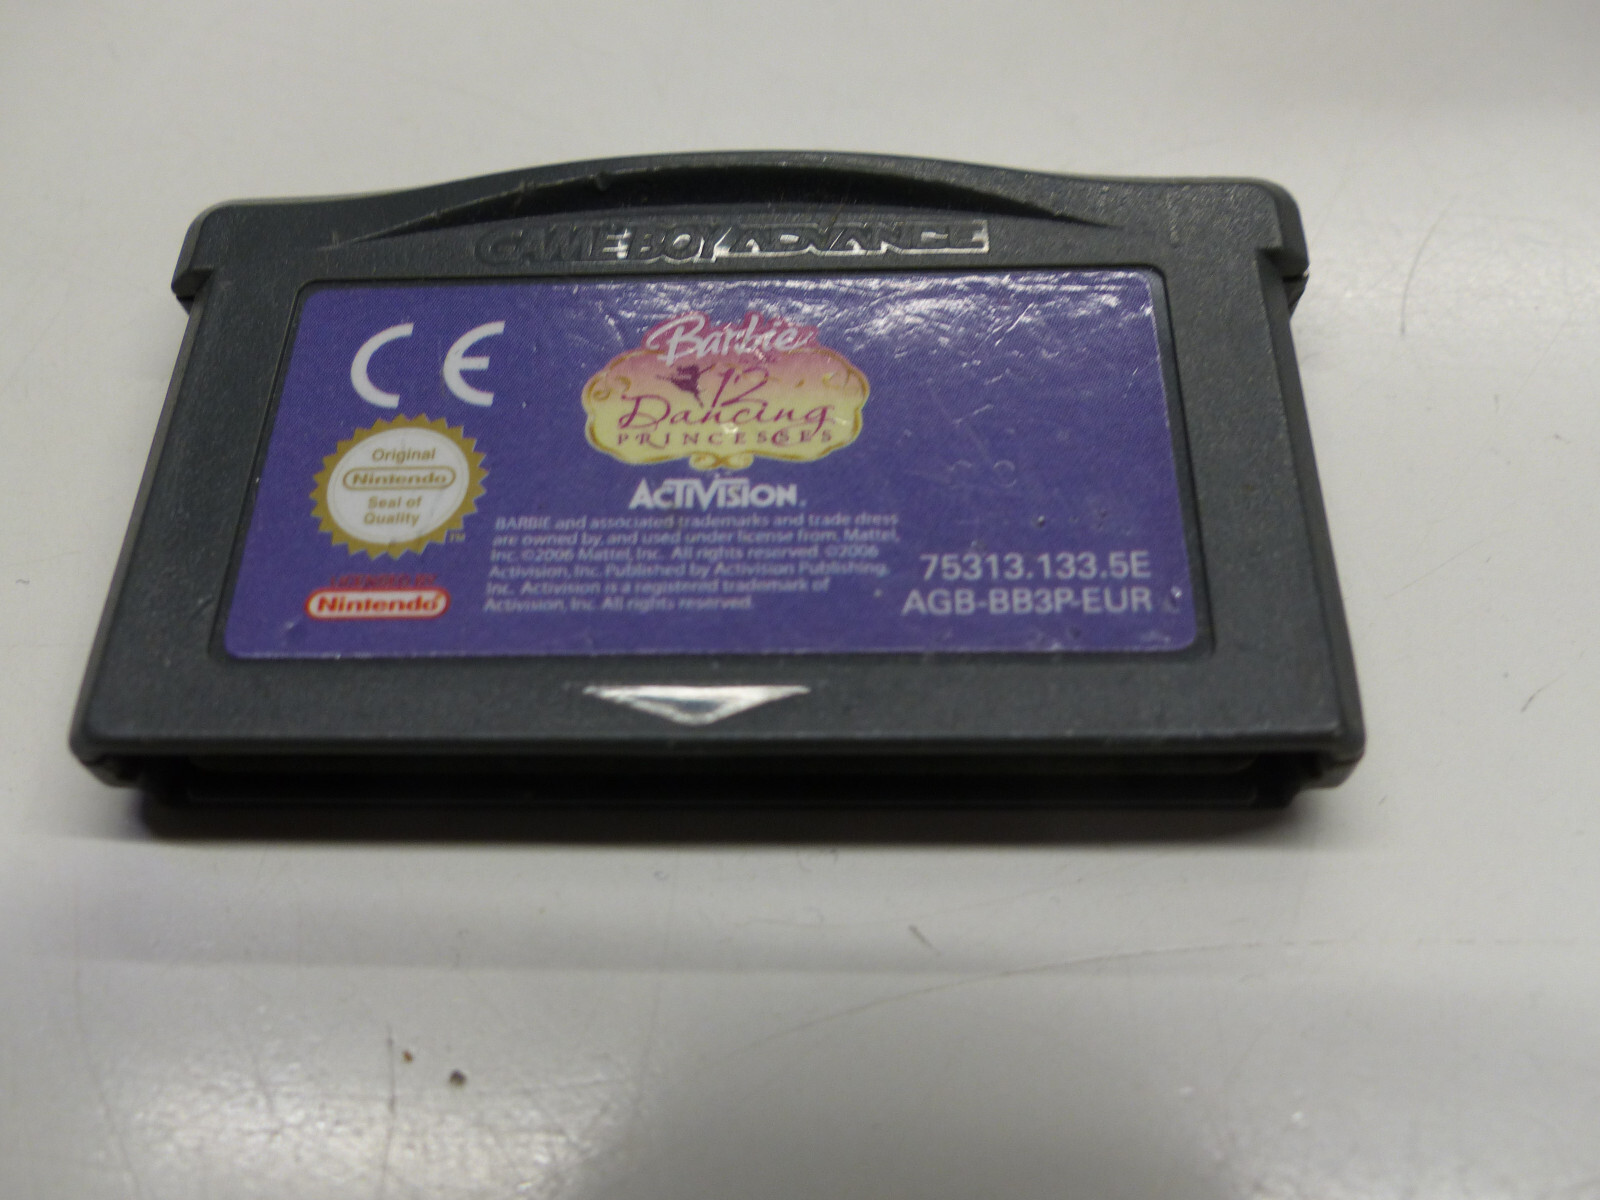 GAME BOY ADVANCE
CE
Barbie
12
Dancing
PRINCESSES
Original
Nintendo
Seal of
Quality
TM
ACTIVISION.
BARBIE and associated trademarks and trade dress
are owned by, and used under license from, Mattel,
Inc. ©2006 Mattel, Inc. All rights reserved. ©2006
Activision, Inc. Published by Activision Publishing,
Inc. Activision is a registered trademark of
Activision, Inc. All rights reserved.
Nintendo
75313.133.5E
AGB-BB3P-EUR